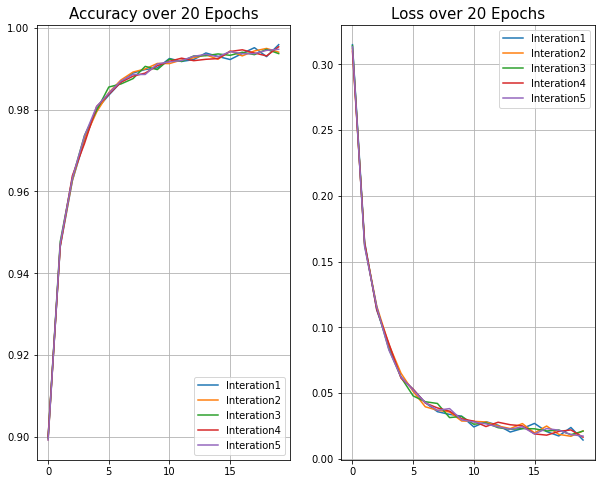 Accuracy over 20 Epochs
1.00
0.98
0.96
0.94
0.92
0.90
0 5 10 15
Interation1
Interation2
Interation3
Interation4
Interation5
Loss over 20 Epochs
0.30
0.25
0.20
0.15
0.10
0.05
0.00
0 5 10 15
Interation1
Interation2
Interation3
Interation4
Interation5